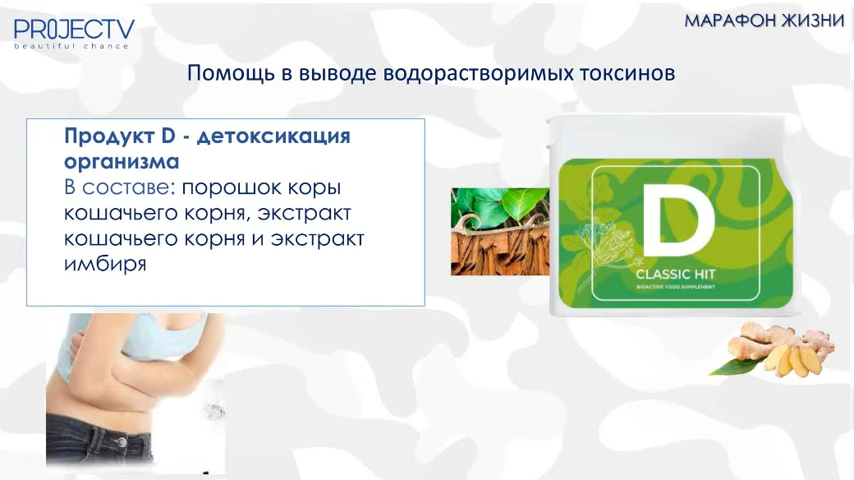 PROJECTV
beautiful chance
МАРАФОН ЖИЗНИ
Помощь в выводе водорастворимых токсинов
Продукт D - детоксикация
организма
В составе: порошок коры
кошачьего корня, экстракт
кошачьего корня и экстракт
имбиря
D
CLASSIC HIT
BIOACTIVE FOOD SUPPLEMENT